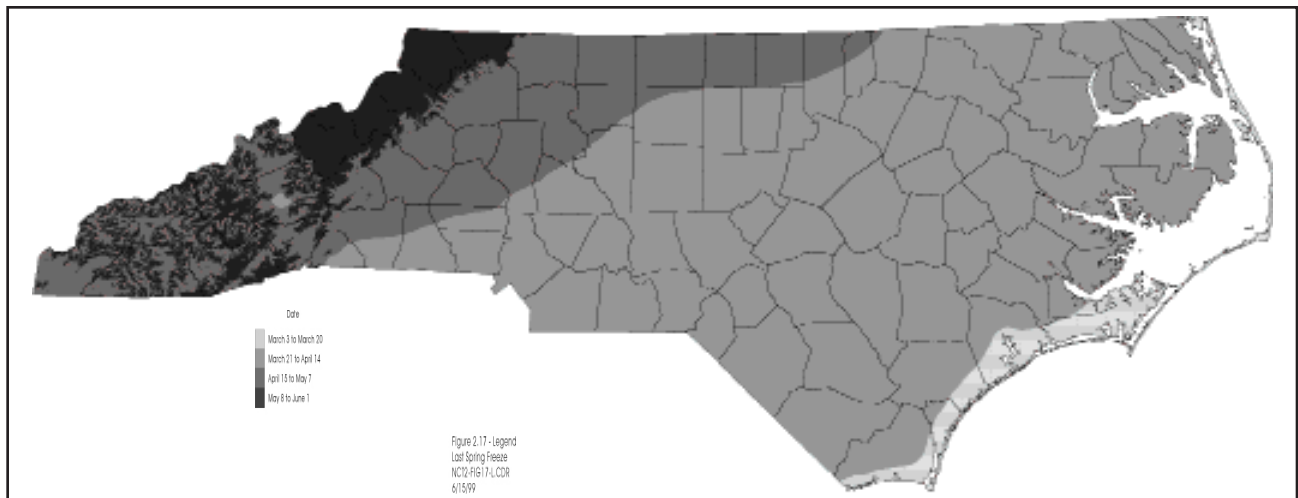 Date
March 3 to March 20
March 21 to April 14
April 15 to May 7
May 8 to June 1
Figure 2.17 - Legend
Last Spring Freeze
NC12-FIG17-L.CDR
6/15/99